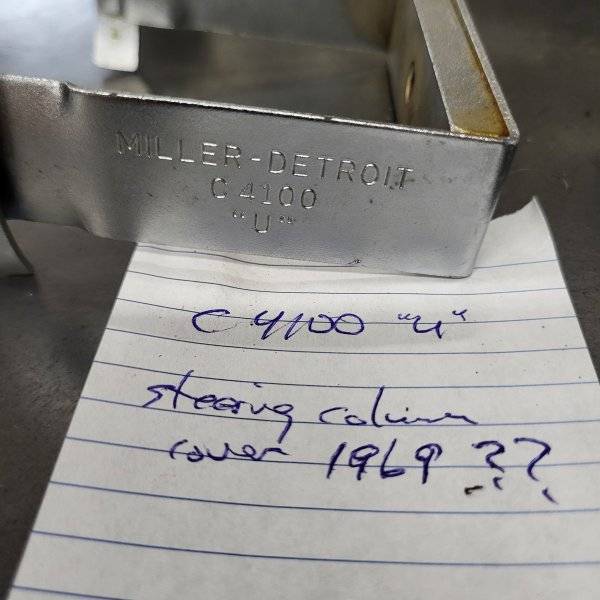 MILLER-DETROIT
C 4100
"U"
C 4100 "U"
steering column
cover 1969 ??